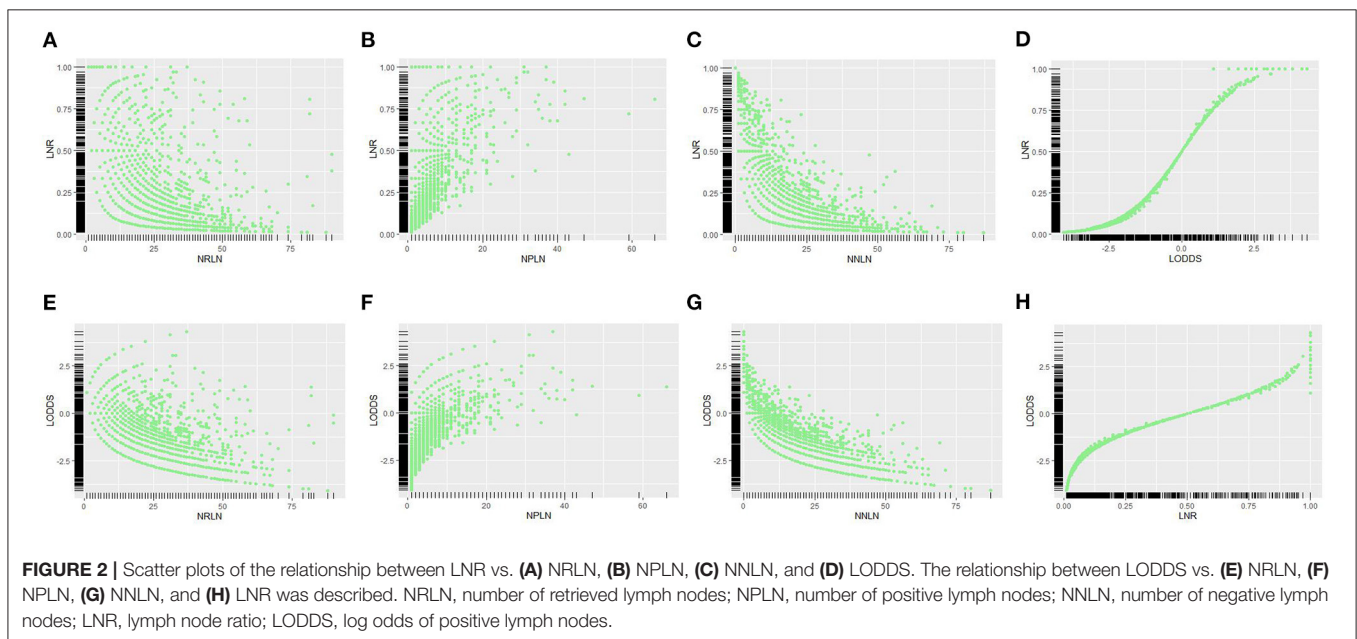 A
B
C
D
1.00
0.75
0.50
0.25
0.00
LNR
0
25
50
75
NRLN
1.00
0.75
0.50
0.25
0.00
LNR
0
20
40
60
NPLN
1.00
0.75
0.50
0.25
0.00
LNR
0
25
50
75
NNLN
1.00
0.75
0.50
0.25
0.00
LNR
-2.5
0.0
2.5
LODDS
E
F
G
H
2.5
0.0
-2.5
LODDS
0
25
50
75
NRLN
2.5
0.0
-2.5
LODDS
0
20
40
60
NPLN
2.5
0.0
-2.5
LODDS
0
25
50
75
NNLN
2.5
0.0
-2.5
LODDS
0.00
0.25
0.50
0.75
1.00
LNR
FIGURE 2 | Scatter plots of the relationship between LNR vs. (A) NRLN, (B) NPLN, (C) NNLN, and (D) LODDS. The relationship between LODDS vs. (E) NRLN, (F)
NPLN, (G) NNLN, and (H) LNR was described. NRLN, number of retrieved lymph nodes; NPLN, number of positive lymph nodes; NNLN, number of negative lymph
nodes; LNR, lymph node ratio; LODDS, log odds of positive lymph nodes.